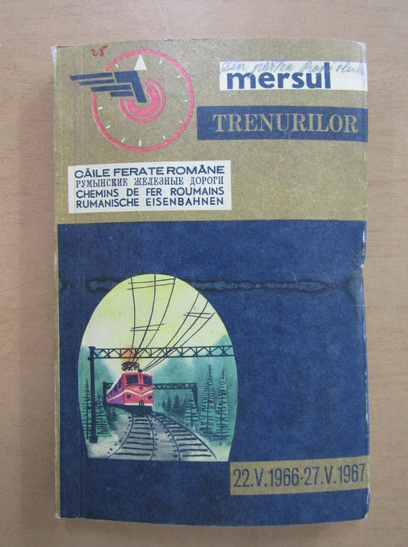 mersul
TRENURILOR
CĂILE FERATE ROMÂNE
РУМЫНСКИЕ ЖЕЛЕЗНЫЕ ДОРОГИ
CHEMINS DE FER ROUMAINS
RUMANISCHE EISENBAHNEN
22.V.1966-27.V.1967